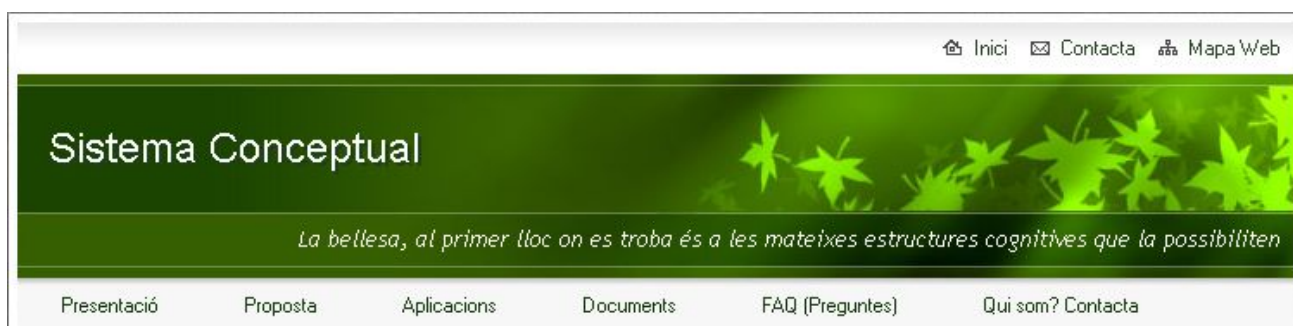 Inici Contacta Mapa Web
Sistema Conceptual
La bellesa, al primer lloc on es troba és a les mateixes estructures cognitives que la possibiliten
Presentació Proposta Aplicacions Documents FAQ (Preguntes) Qui som? Contacta